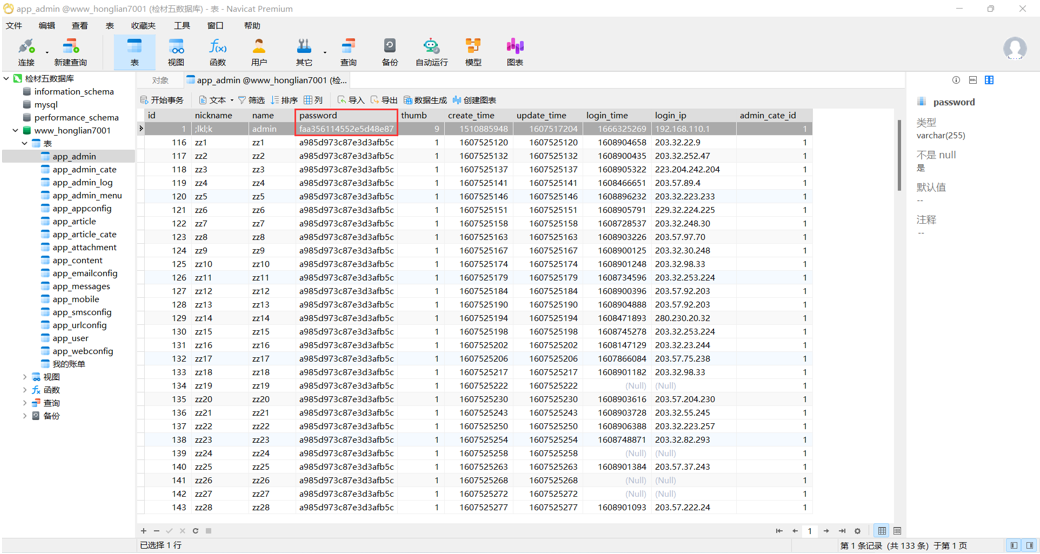 app_admin @www_honglian7001 (检材五数据库) - 表 - Navicat Premium
文件 编辑 查看 表 收藏夹 工具 窗口 帮助
连接 新建查询 表 视图 函数 用户 其它 查询 备份 自动运行 模型 图表
检材五数据库
information_schema
mysql
performance_schema
www_honglian7001
表
app_admin
app_admin_cate
app_admin_log
app_admin_menu
app_appconfig
app_article
app_article_cate
app_attachment
app_content
app_emailconfig
app_messages
app_mobile
app_smsconfig
app_urlconfig
app_user
app_webconfig
我的账单
视图
函数
查询
备份
对象 app_admin @www_honglian7001 (检...
开始事务 文本 筛选 排序 列 导入 导出 数据生成 创建图表
id nickname name password thumb create_time update_time login_time login_ip admin_cate_id
1 ;lkl;k admin faa356114552e5d48e87 9 1510885948 1607517204 1666325269 192.168.110.1 1
116 zz1 zz1 a985d973c87e3d3afb5c 1 1607525120 1607525120 1608904658 203.32.22.9 1
117 zz2 zz2 a985d973c87e3d3afb5c 1 1607525132 1607525132 1608900435 203.32.252.47 1
118 zz3 zz3 a985d973c87e3d3afb5c 1 1607525137 1607525137 1608905322 223.204.242.204 1
119 zz4 zz4 a985d973c87e3d3afb5c 1 1607525141 1607525141 1608466651 203.57.89.4 1
120 zz5 zz5 a985d973c87e3d3afb5c 1 1607525146 1607525146 1608896232 203.32.223.233 1
121 zz6 zz6 a985d973c87e3d3afb5c 1 1607525151 1607525151 1608905791 229.32.224.225 1
122 zz7 zz7 a985d973c87e3d3afb5c 1 1607525158 1607525158 1608728537 203.32.248.30 1
123 zz8 zz8 a985d973c87e3d3afb5c 1 1607525163 1607525163 1608903226 203.57.97.70 1
124 zz9 zz9 a985d973c87e3d3afb5c 1 1607525167 1607525167 1608900125 203.32.30.248 1
125 zz10 zz10 a985d973c87e3d3afb5c 1 1607525174 1607525174 1608901248 203.32.98.33 1
126 zz11 zz11 a985d973c87e3d3afb5c 1 1607525179 1607525179 1608734596 203.32.253.224 1
127 zz12 zz12 a985d973c87e3d3afb5c 1 1607525184 1607525184 1608900396 203.57.92.203 1
128 zz13 zz13 a985d973c87e3d3afb5c 1 1607525190 1607525190 1608904888 203.57.92.203 1
129 zz14 zz14 a985d973c87e3d3afb5c 1 1607525194 1607525194 1608471893 280.230.20.32 1
130 zz15 zz15 a985d973c87e3d3afb5c 1 1607525198 1607525198 1608745278 203.32.253.224 1
131 zz16 zz16 a985d973c87e3d3afb5c 1 1607525202 1607525202 1608147129 203.32.23.244 1
132 zz17 zz17 a985d973c87e3d3afb5c 1 1607525206 1607525206 1607866084 203.57.75.238 1
133 zz18 zz18 a985d973c87e3d3afb5c 1 1607525217 1607525217 1608901182 203.32.98.33 1
134 zz19 zz19 a985d973c87e3d3afb5c 1 1607525222 1607525222 (Null) (Null) 1
135 zz20 zz20 a985d973c87e3d3afb5c 1 1607525230 1607525230 1608903616 203.57.204.230 1
136 zz21 zz21 a985d973c87e3d3afb5c 1 1607525243 1607525243 1608903728 203.32.55.245 1
137 zz22 zz22 a985d973c87e3d3afb5c 1 1607525250 1607525250 1608906388 203.32.223.257 1
138 zz23 zz23 a985d973c87e3d3afb5c 1 1607525254 1607525254 1608748871 203.32.82.293 1
139 zz24 zz24 a985d973c87e3d3afb5c 1 1607525258 1607525258 (Null) (Null) 1
140 zz25 zz25 a985d973c87e3d3afb5c 1 1607525263 1607525263 1608901384 203.57.37.243 1
141 zz26 zz26 a985d973c87e3d3afb5c 1 1607525268 1607525268 (Null) (Null) 1
142 zz27 zz27 a985d973c87e3d3afb5c 1 1607525272 1607525272 (Null) (Null) 1
143 zz28 zz28 a985d973c87e3d3afb5c 1 1607525277 1607525277 1608901093 203.57.222.24 1
1
已选择 1 行 第 1 条记录 (共 133 条) 于第 1 页
password
类型
varchar(255)
不是 null
是
默认值
--
注释
--